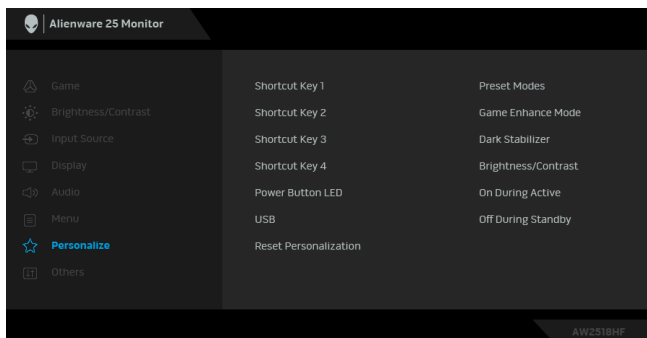 Alienware 25 Monitor
Game
Brightness/Contrast
Input Source
Display
Audio
Menu
Personalize
Others
Shortcut Key 1 Preset Modes
Shortcut Key 2 Game Enhance Mode
Shortcut Key 3 Dark Stabilizer
Shortcut Key 4 Brightness/Contrast
Power Button LED On During Active
USB Off During Standby
Reset Personalization
AW2518HF